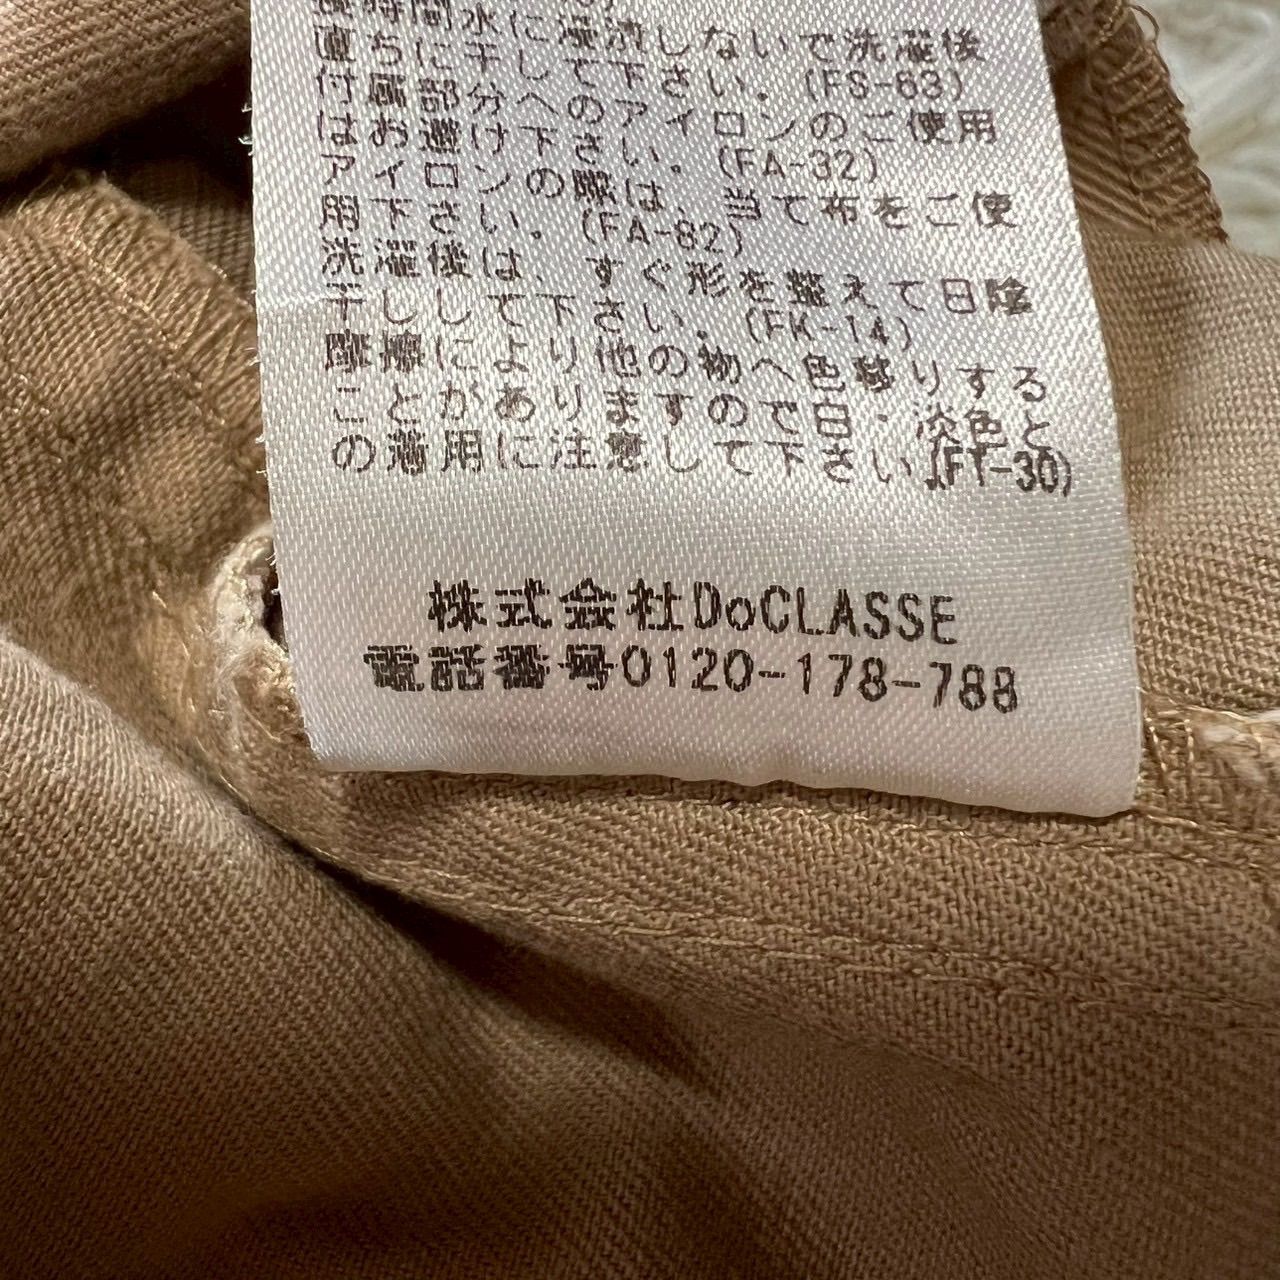 長時間水に浸漬しないで洗濯後
直ちに干して下さい。(FS-63)
付属部分へのアイロンのご使用
はお避け下さい。(FA-32)
アイロンの際は、当て布をご使
用下さい。(FA-82)
洗濯後は、すぐ形を整えて日陰
干しして下さい。(FK-14)
摩擦により他の物へ色移りする
ことがありますので白・淡色と
の着用に注意して下さい。(FT-30)
株式会社DoCLASSE
電話番号0120-178-788